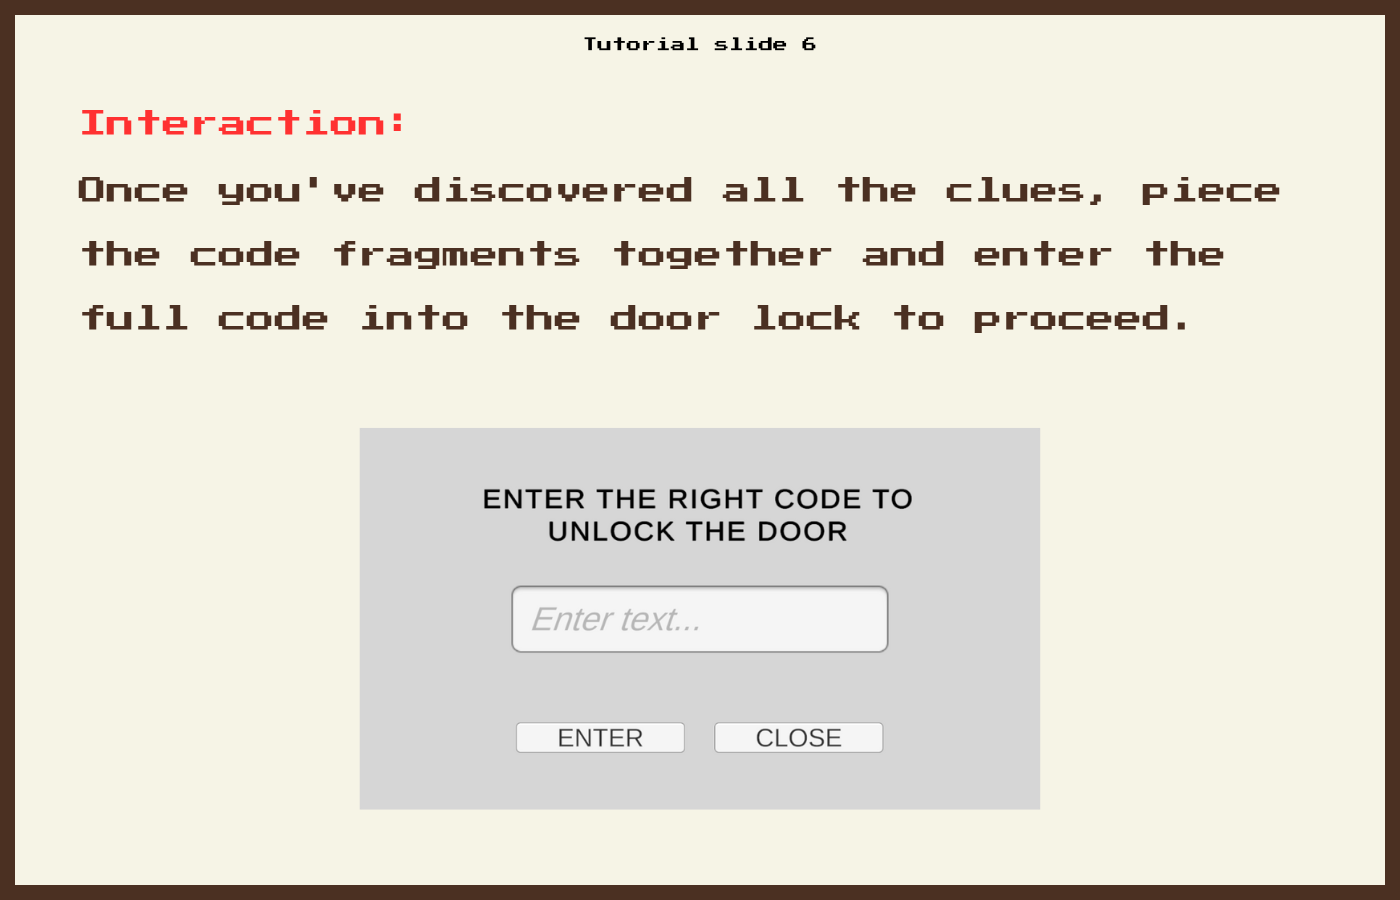 Tutorial slide 6
Interaction:
Once you've discovered all the clues, piece
the code fragments together and enter the
full code into the door lock to proceed.
ENTER THE RIGHT CODE TO
UNLOCK THE DOOR
Enter text...
ENTER CLOSE